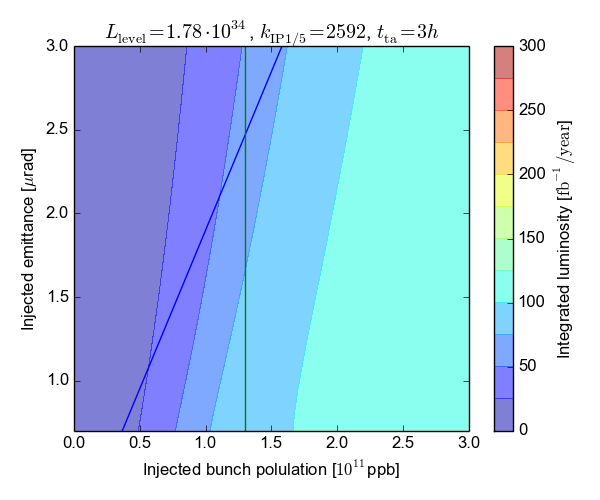 L_level = 1.78 · 10^34, k_IP1/5 = 2592, t_ta = 3h
3.0
2.5
2.0
1.5
1.0
Injected emittance [μrad]
0.0 0.5 1.0 1.5 2.0 2.5 3.0
Injected bunch polulation [10^11 ppb]
300
250
200
150
100
50
0
Integrated luminosity [fb^−1/year]